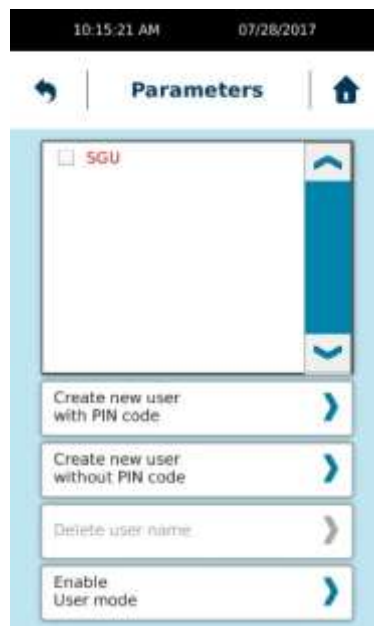 10:15:21 AM 07/28/2017
Parameters
SGU
Create new user
with PIN code
Create new user
without PIN code
Delete user name
Enable
User mode